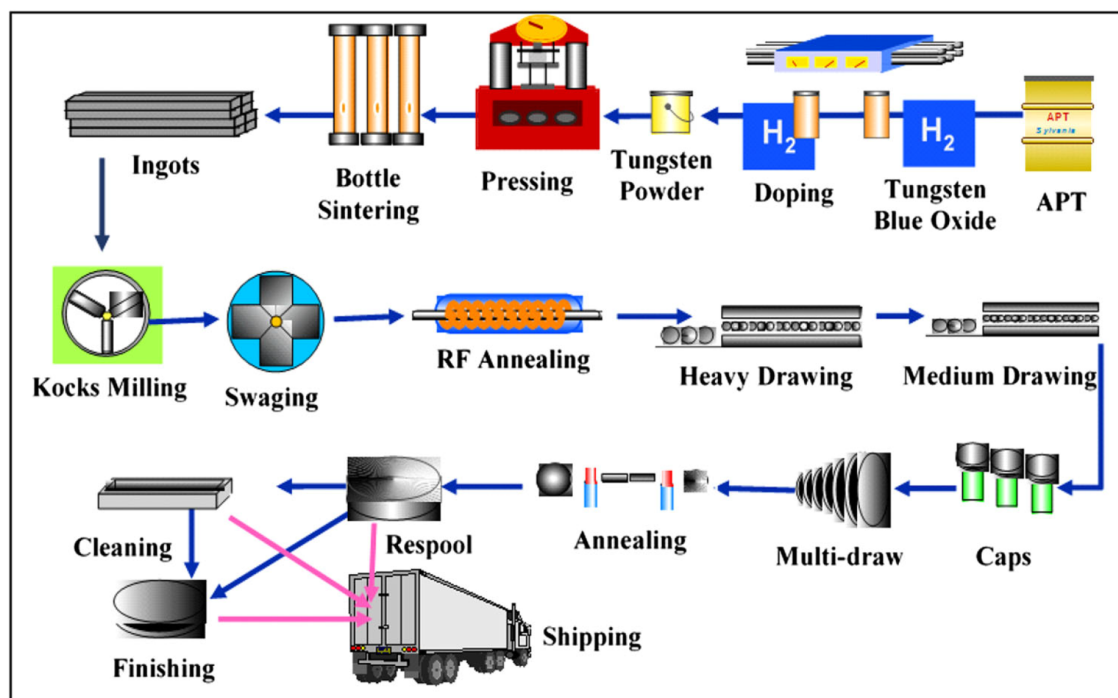 APT
Sylvania
H2
H2
Ingots
Bottle
Sintering
Pressing
Tungsten
Powder
Doping
Tungsten
Blue Oxide
APT
Kocks Milling
Swaging
RF Annealing
Heavy Drawing
Medium Drawing
Cleaning
Respool
Annealing
Multi-draw
Caps
Finishing
Shipping